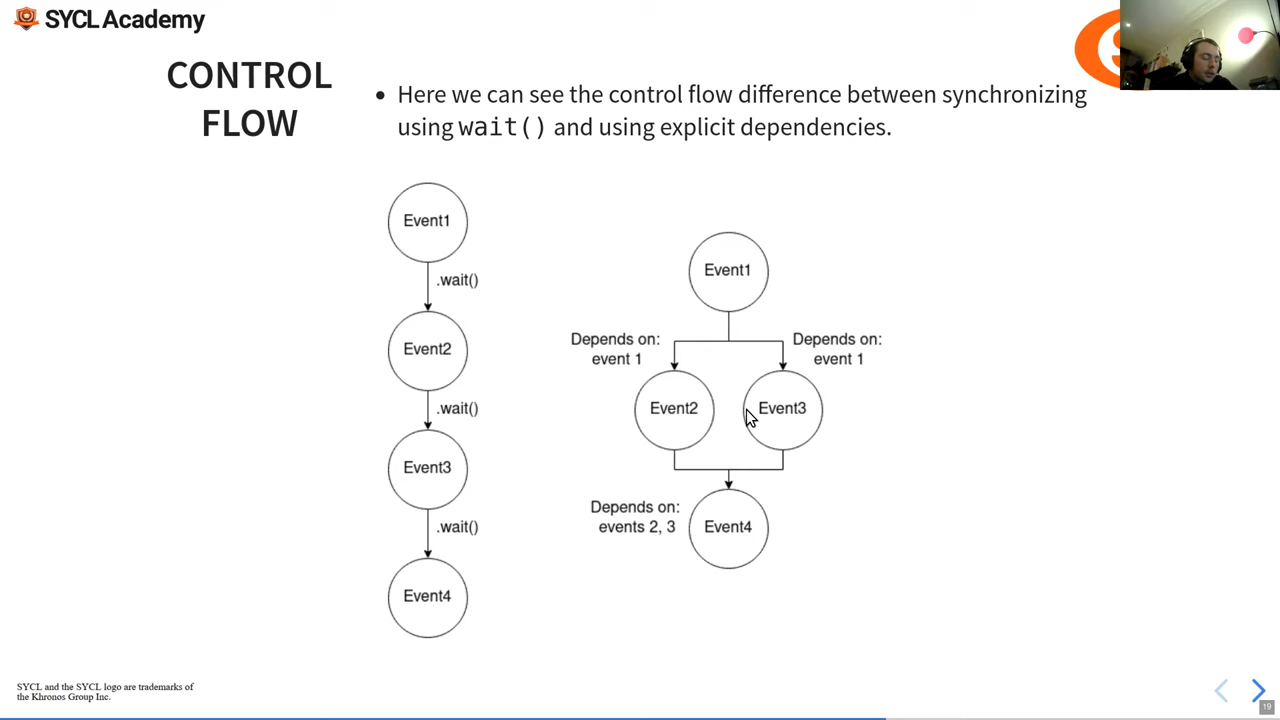 SYCL Academy
CONTROL
FLOW
• Here we can see the control flow difference between synchronizing
using wait() and using explicit dependencies.
Event1
.wait()
Event2
.wait()
Event3
.wait()
Event4
Event1
Depends on:
event 1
Depends on:
event 1
Event2
Event3
Depends on:
events 2, 3
Event4
SYCL and the SYCL logo are trademarks of
the Khronos Group Inc.
19